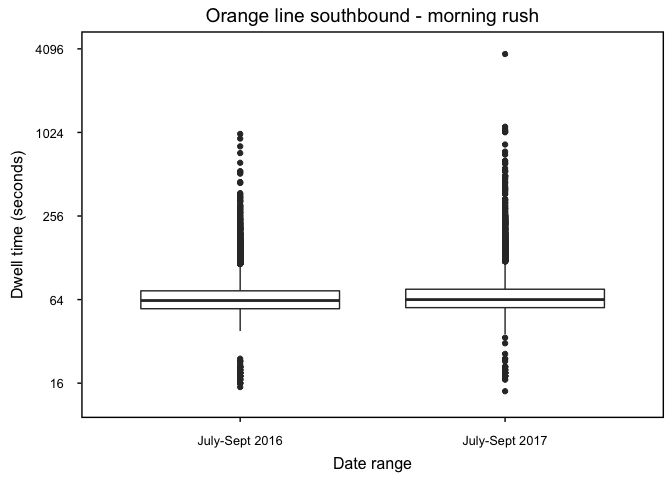 Orange line southbound - morning rush
4096
1024
256
64
16
Dwell time (seconds)
July-Sept 2016
July-Sept 2017
Date range